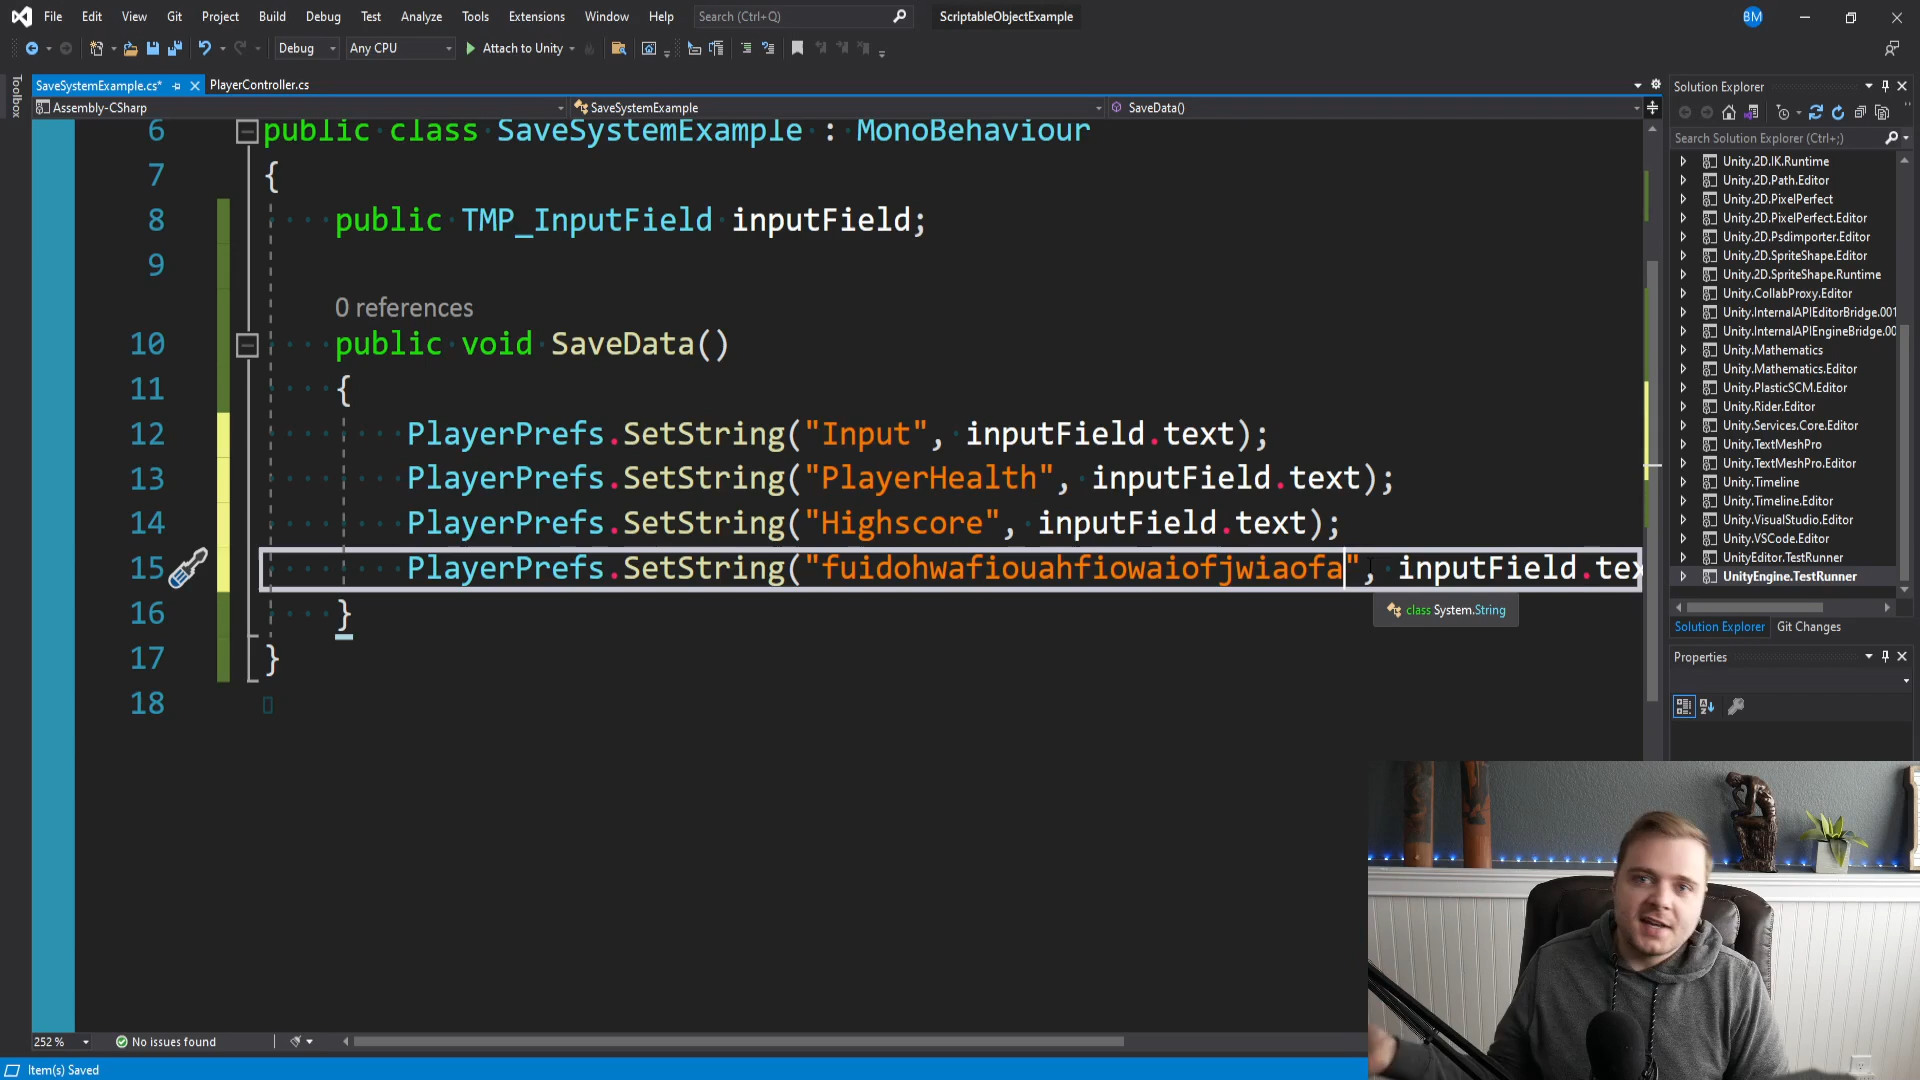 File Edit View Git Project Build Debug Test Analyze Tools Extensions Window Help Search (Ctrl+Q) ScriptableObjectExample BM
Debug Any CPU Attach to Unity
Toolbox
SaveSystemExample.cs* PlayerController.cs
Assembly-CSharp SaveSystemExample SaveData()
6 public class SaveSystemExample : MonoBehaviour
7 {
8 public TMP_InputField inputField;
9
0 references
10 public void SaveData()
11 {
12 PlayerPrefs.SetString("Input", inputField.text);
13 PlayerPrefs.SetString("PlayerHealth", inputField.text);
14 PlayerPrefs.SetString("Highscore", inputField.text);
15 PlayerPrefs.SetString("fuidohwafiouahfiowaiofjwiaofa", inputField.tex
class System.String
16 }
17 }
18
252 % No issues found
Item(s) Saved
Solution Explorer
Search Solution Explorer (Ctrl+;)
Unity.2D.IK.Runtime
Unity.2D.Path.Editor
Unity.2D.PixelPerfect
Unity.2D.PixelPerfect.Editor
Unity.2D.Psdimporter.Editor
Unity.2D.SpriteShape.Editor
Unity.2D.SpriteShape.Runtime
Unity.CollabProxy.Editor
Unity.InternalAPIEditorBridge.001
Unity.InternalAPIEngineBridge.00
Unity.Mathematics
Unity.Mathematics.Editor
Unity.PlasticSCM.Editor
Unity.Rider.Editor
Unity.Services.Core.Editor
Unity.TextMeshPro
Unity.TextMeshPro.Editor
Unity.Timeline
Unity.Timeline.Editor
Unity.VisualStudio.Editor
Unity.VSCode.Editor
UnityEditor.TestRunner
UnityEngine.TestRunner
Solution Explorer Git Changes
Properties